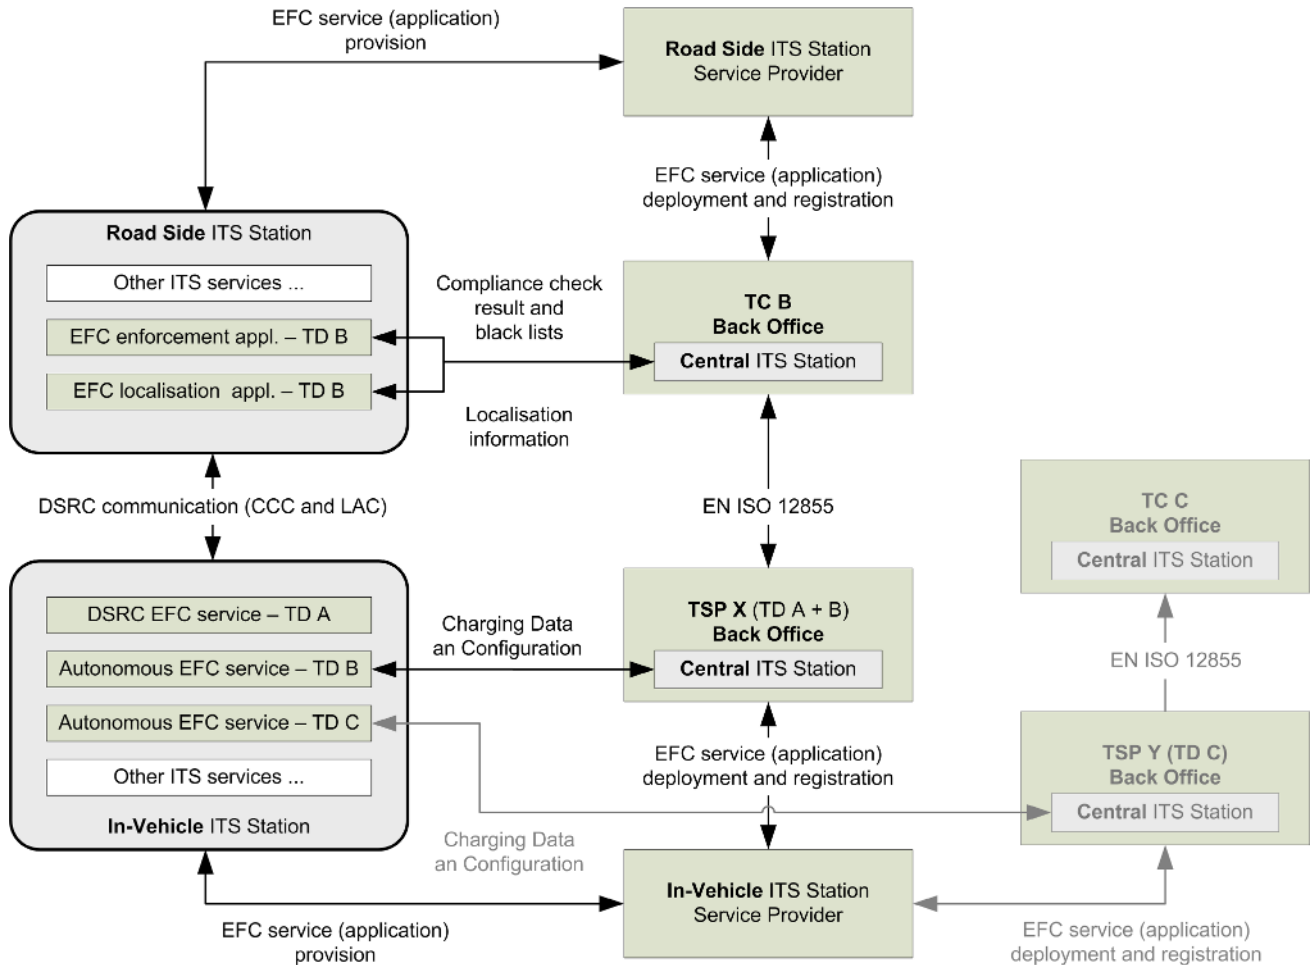 EFC service (application)
provision
Road Side ITS Station
Service Provider
EFC service (application)
deployment and registration
Road Side ITS Station
Other ITS services ...
EFC enforcement appl. – TD B
EFC localisation appl. – TD B
Compliance check
result and
black lists
Localisation
information
TC B
Back Office
Central ITS Station
DSRC communication (CCC and LAC)
EN ISO 12855
TC C
Back Office
Central ITS Station
DSRC EFC service – TD A
Autonomous EFC service – TD B
Autonomous EFC service – TD C
Other ITS services ...
In-Vehicle ITS Station
Charging Data
an Configuration
TSP X (TD A + B)
Back Office
Central ITS Station
EN ISO 12855
EFC service (application)
deployment and registration
TSP Y (TD C)
Back Office
Central ITS Station
Charging Data
an Configuration
In-Vehicle ITS Station
Service Provider
EFC service (application)
provision
EFC service (application)
deployment and registration